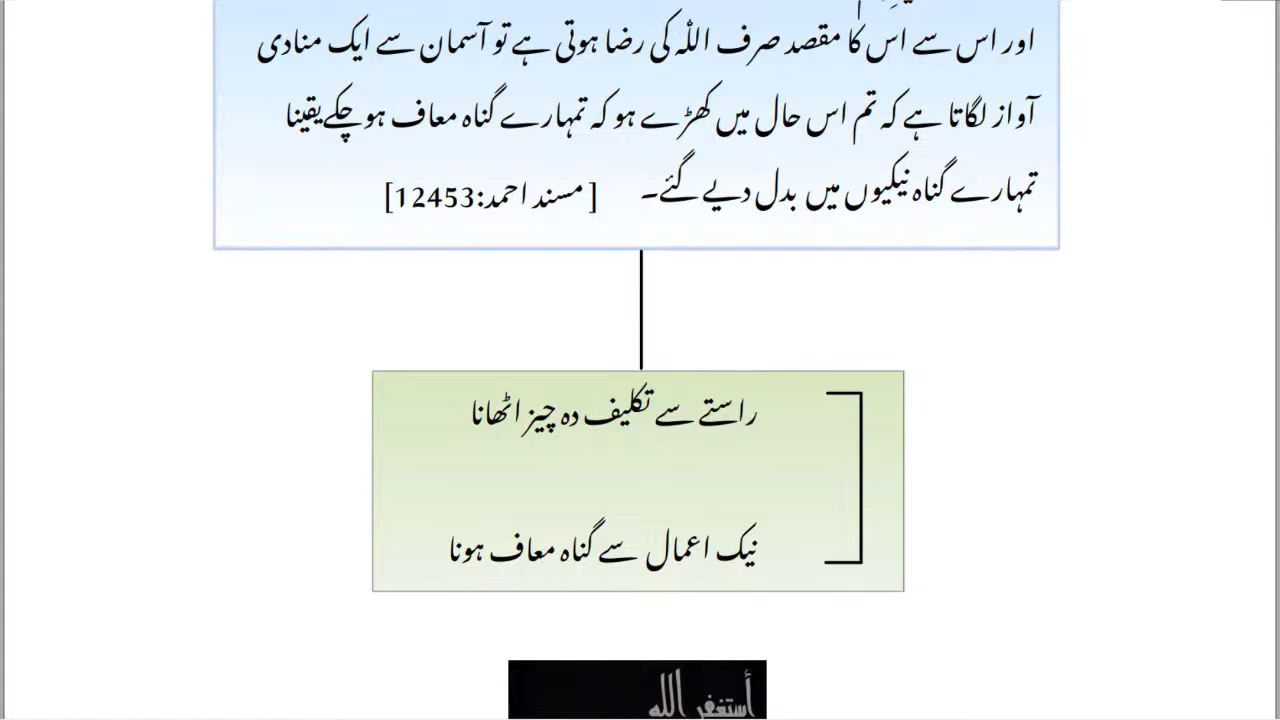 اور اس سے اس کا مقصد صرف اللہ کی رضا ہوتی ہے تو آسمان سے ایک منادی
آواز لگاتا ہے کہ تم اس حال میں کھڑے ہو کہ تمہارے گناہ معاف ہو چکے یقینا
تمہارے گناہ نیکیوں میں بدل دیے گئے۔ [مسند احمد:12453]
راستے سے تکلیف دہ چیز اٹھانا
نیک اعمال سے گناہ معاف ہونا
أستغفر الله